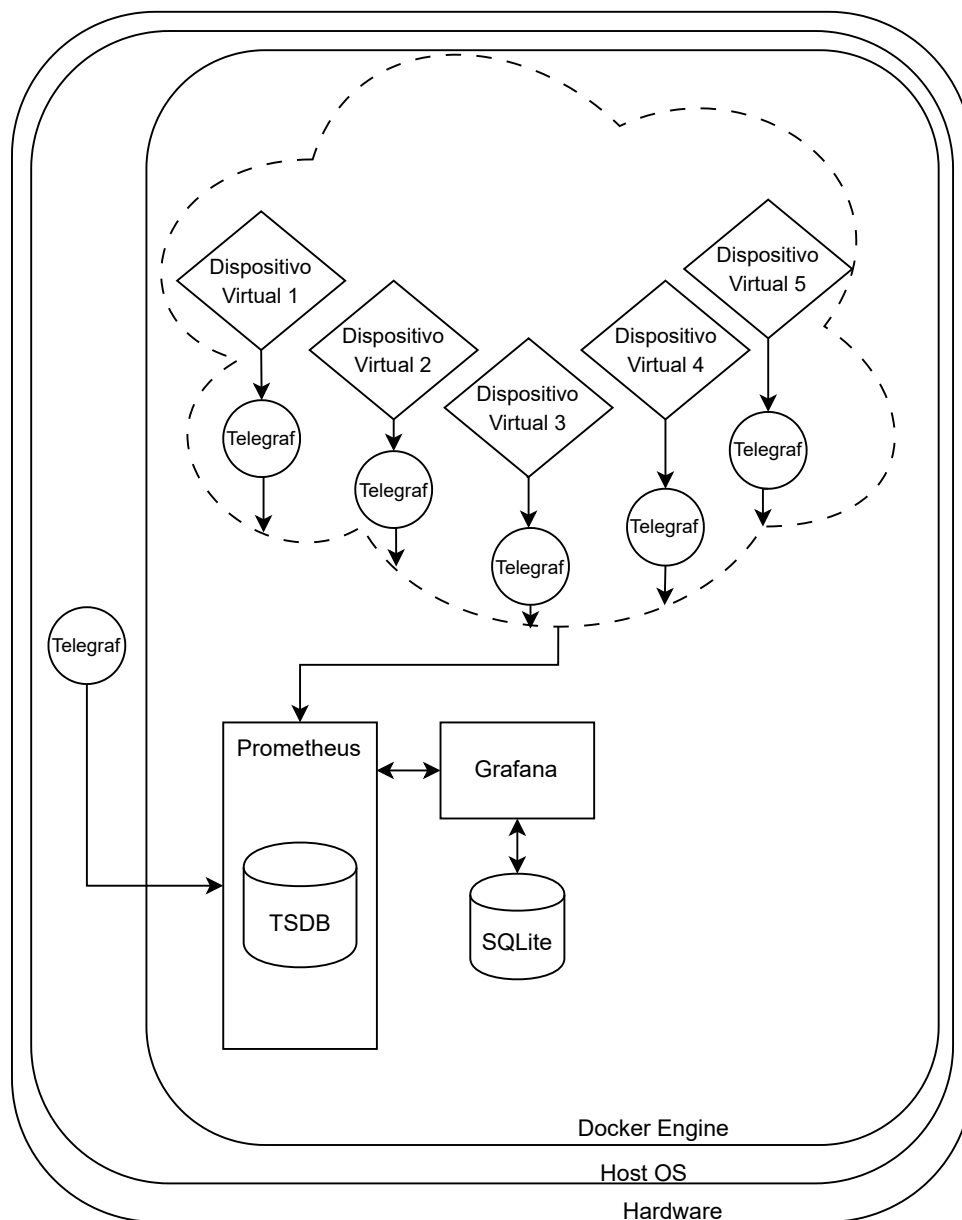 Dispositivo
Virtual 1
Dispositivo
Virtual 2
Dispositivo
Virtual 3
Dispositivo
Virtual 4
Dispositivo
Virtual 5
Telegraf
Telegraf
Telegraf
Telegraf
Telegraf
Telegraf
Prometheus
Grafana
TSDB
SQLite
Docker Engine
Host OS
Hardware